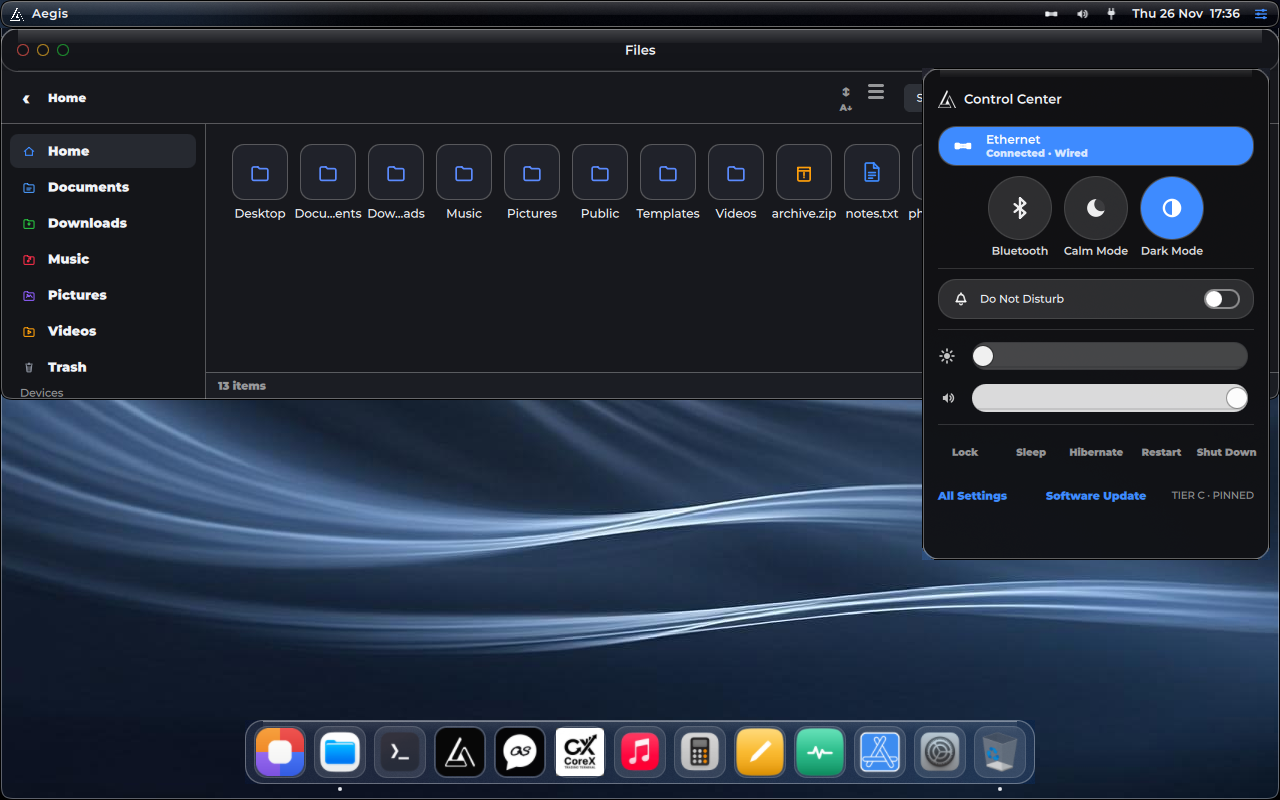 Aegis
Thu 26 Nov 17:36
Files
Home
A+
S
Home
Documents
Downloads
Music
Pictures
Videos
Trash
Devices
Desktop Docu...ents Dow...ads Music Pictures Public Templates Videos archive.zip notes.txt ph
13 items
Control Center
Ethernet
Connected · Wired
Bluetooth Calm Mode Dark Mode
Do Not Disturb
Lock Sleep Hibernate Restart Shut Down
All Settings Software Update TIER C · PINNED
as
CX
CoreX